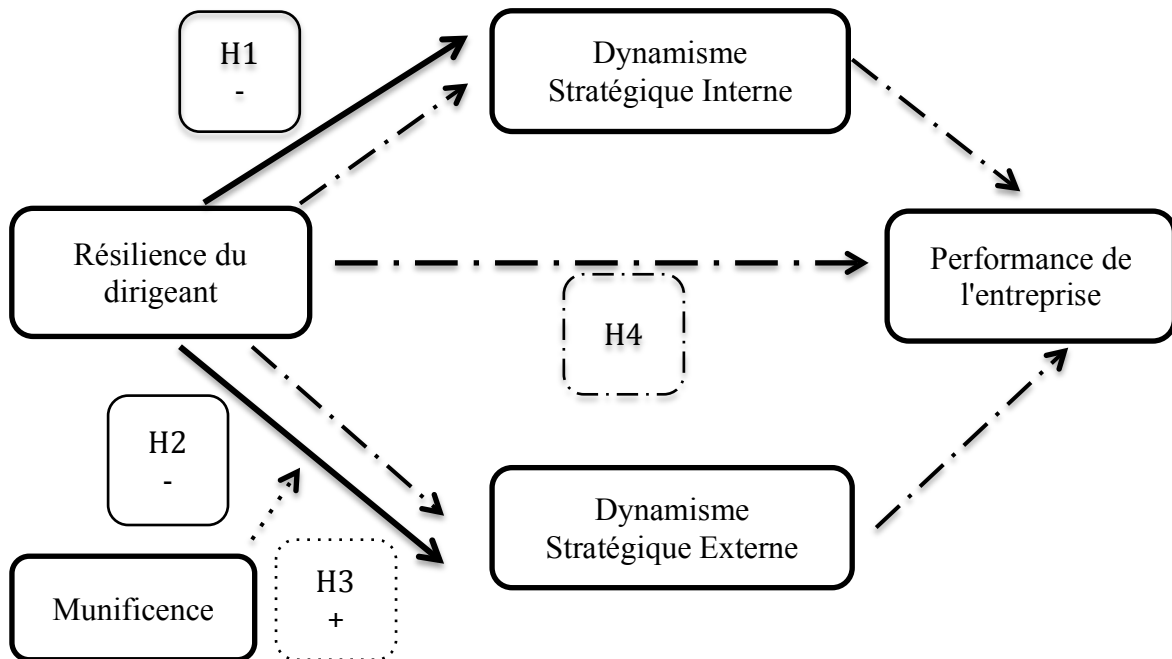 H1
-
Dynamisme
Stratégique Interne
Résilience du
dirigeant
Performance de
l'entreprise
H4
H2
-
Dynamisme
Stratégique Externe
Munificence
H3
+